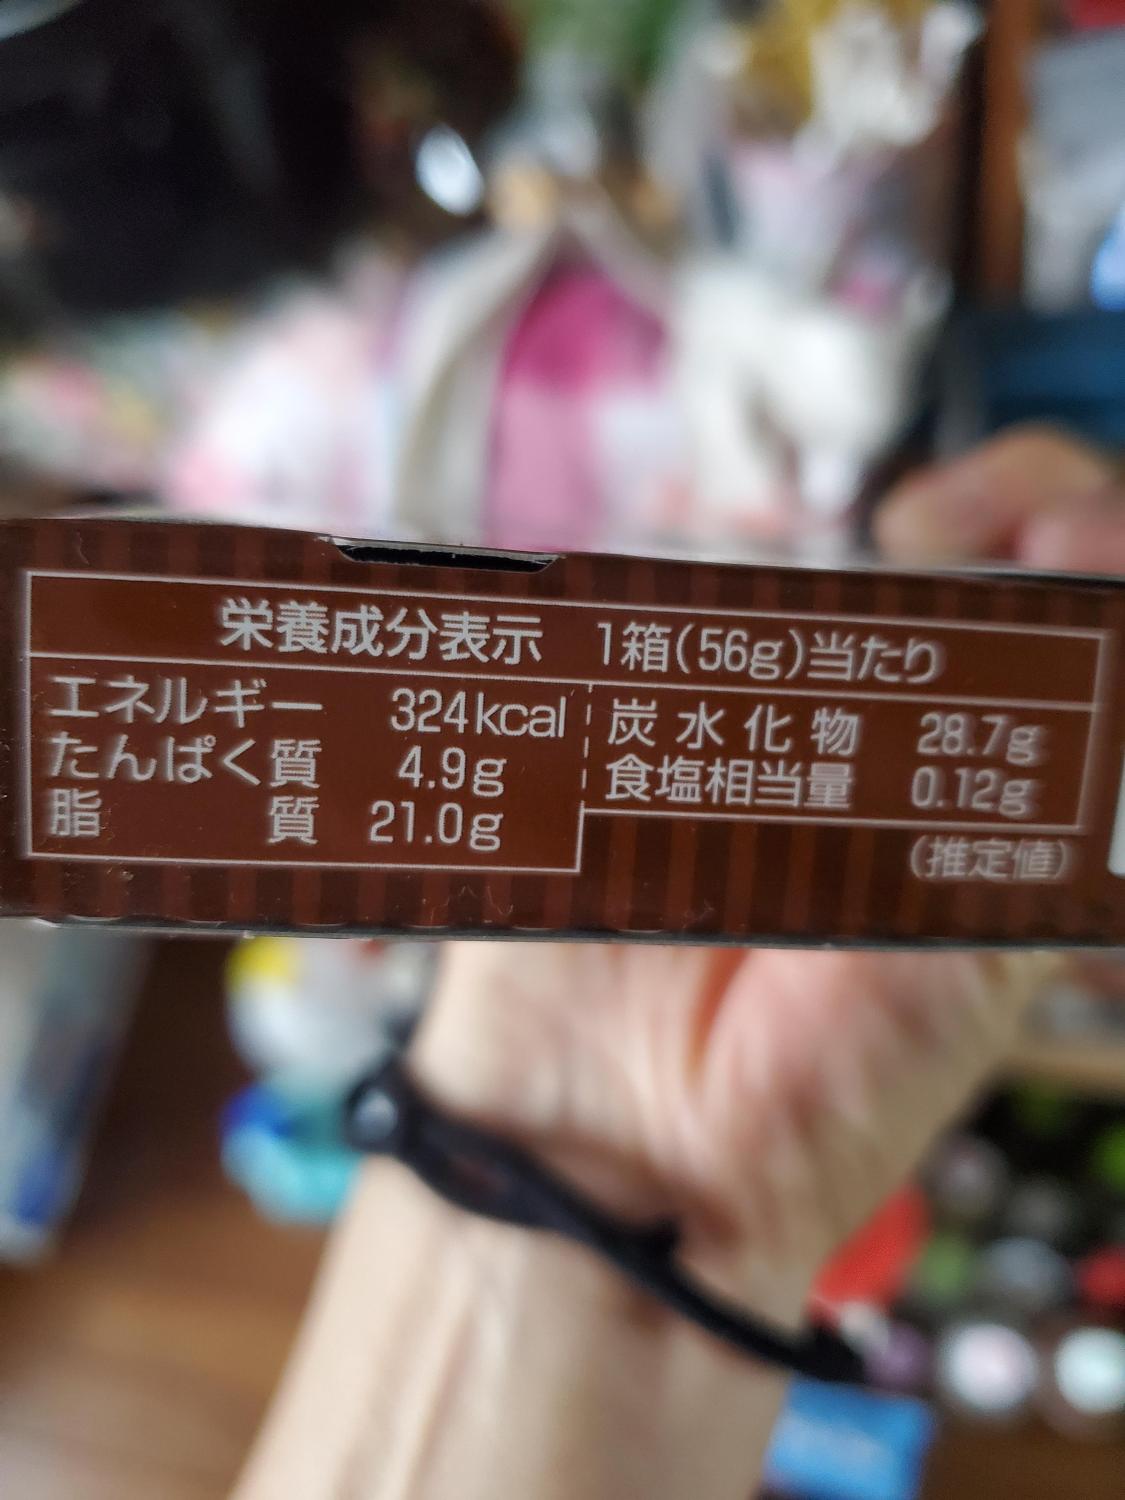 栄養成分表示 1箱(56g)当たり
エネルギー 324kcal
たんぱく質 4.9g
脂質 21.0g
炭水化物 28.7g
食塩相当量 0.12g
(推定値)